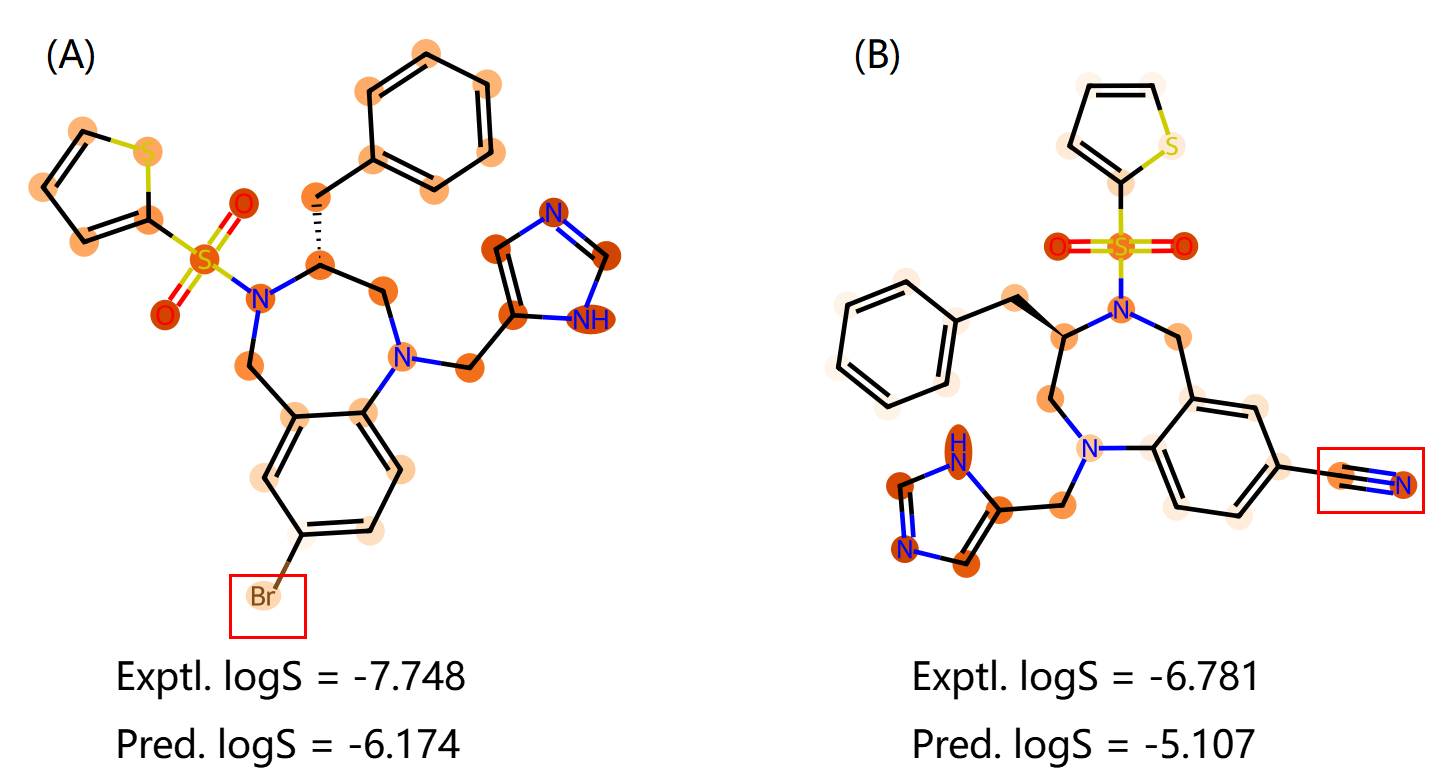 (A)
S
O
S
O
N
N
N
NH
Br
Exptl. logS = -7.748
Pred. logS = -6.174
(B)
S
O
S
O
N
N
H
N
N
N
Exptl. logS = -6.781
Pred. logS = -5.107